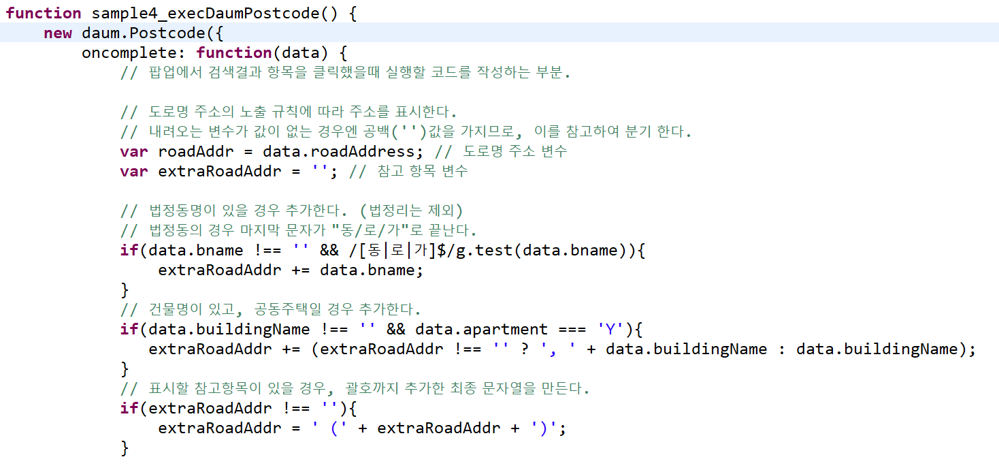 function sample4_execDaumPostcode() {
new daum.Postcode({
oncomplete: function(data) {
// 팝업에서 검색결과 항목을 클릭했을때 실행할 코드를 작성하는 부분.
// 도로명 주소의 노출 규칙에 따라 주소를 표시한다.
// 내려오는 변수가 값이 없는 경우엔 공백('')값을 가지므로, 이를 참고하여 분기 한다.
var roadAddr = data.roadAddress; // 도로명 주소 변수
var extraRoadAddr = ''; // 참고 항목 변수
// 법정동명이 있을 경우 추가한다. (법정리는 제외)
// 법정동의 경우 마지막 문자가 "동/로/가"로 끝난다.
if(data.bname !== '' && /[동|로|가]$/g.test(data.bname)){
extraRoadAddr += data.bname;
}
// 건물명이 있고, 공동주택일 경우 추가한다.
if(data.buildingName !== '' && data.apartment === 'Y'){
extraRoadAddr += (extraRoadAddr !== '' ? ', ' + data.buildingName : data.buildingName);
}
// 표시할 참고항목이 있을 경우, 괄호까지 추가한 최종 문자열을 만든다.
if(extraRoadAddr !== ''){
extraRoadAddr = ' (' + extraRoadAddr + ')';
}